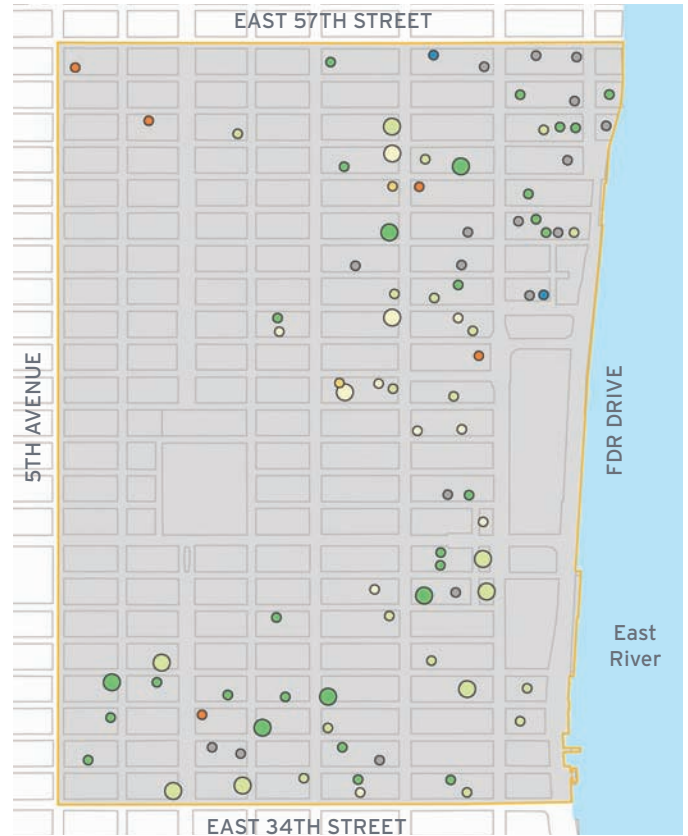 EAST 57TH STREET
5TH AVENUE
FDR DRIVE
East
River
EAST 34TH STREET